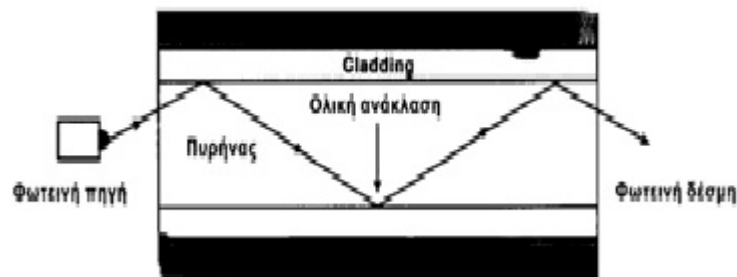 Cladding
Ολική ανάκλαση
Πυρήνας
Φωτεινή πηγή
Φωτεινή δέσμη